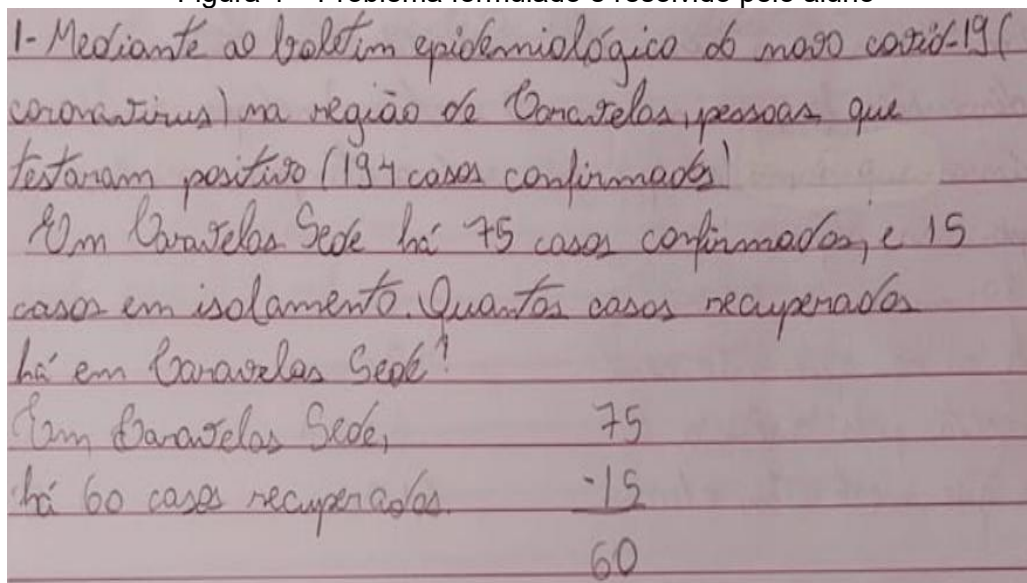 Figura 1 – Problema formulado e resolvido pelo aluno
1- Mediante ao boletim epidemiológico do novo covid-19 (
coronavírus) na região de Caravelas, pessoas que
testaram positivo (194 casos confirmados)
Em Caravelas Sede há 75 casos confirmados, e 15
casos em isolamento. Quantos casos recuperados
há em Caravelas Sede?
Em Caravelas Sede, 75
há 60 casos recuperados. -15
60